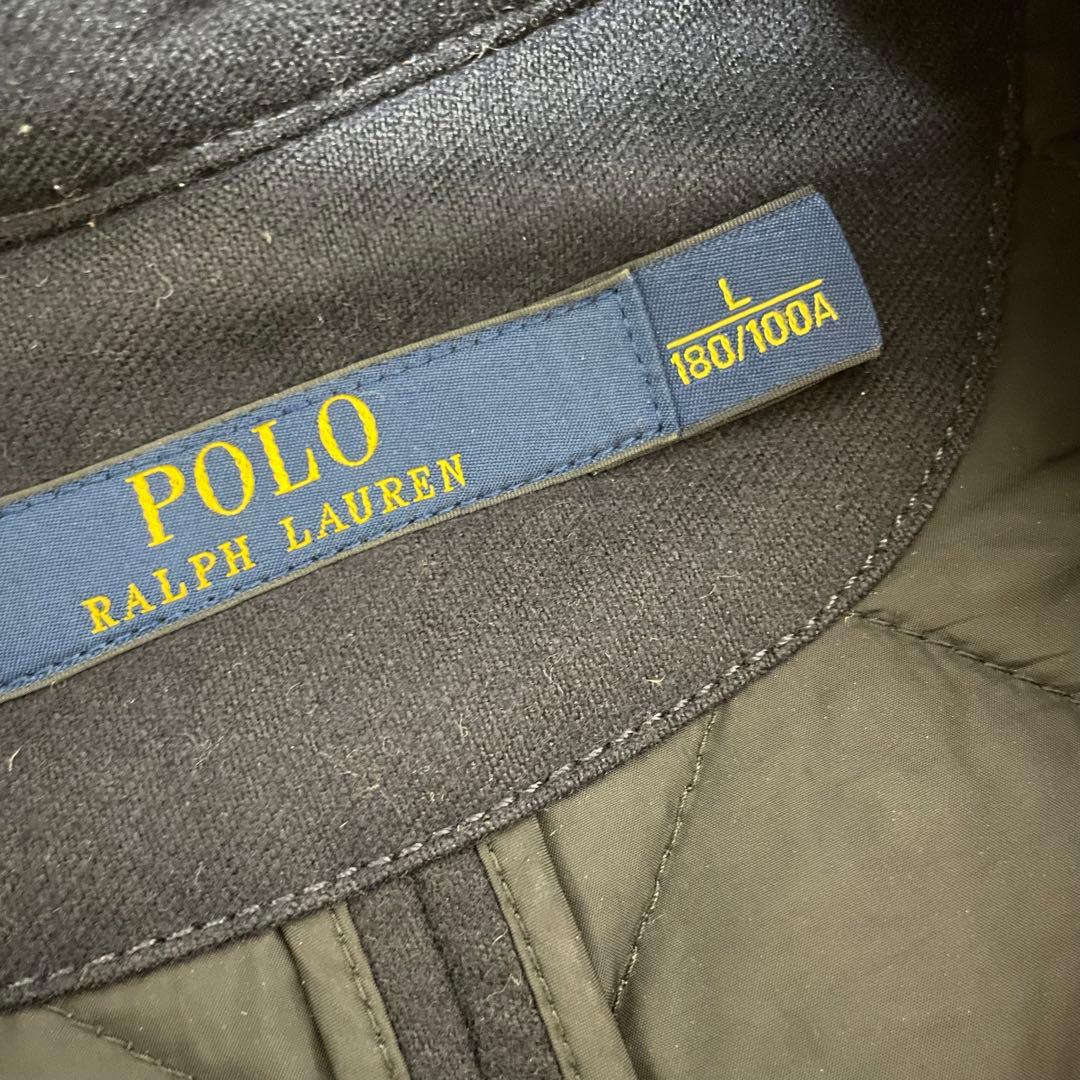 POLO
RALPH LAUREN
L
180/100A